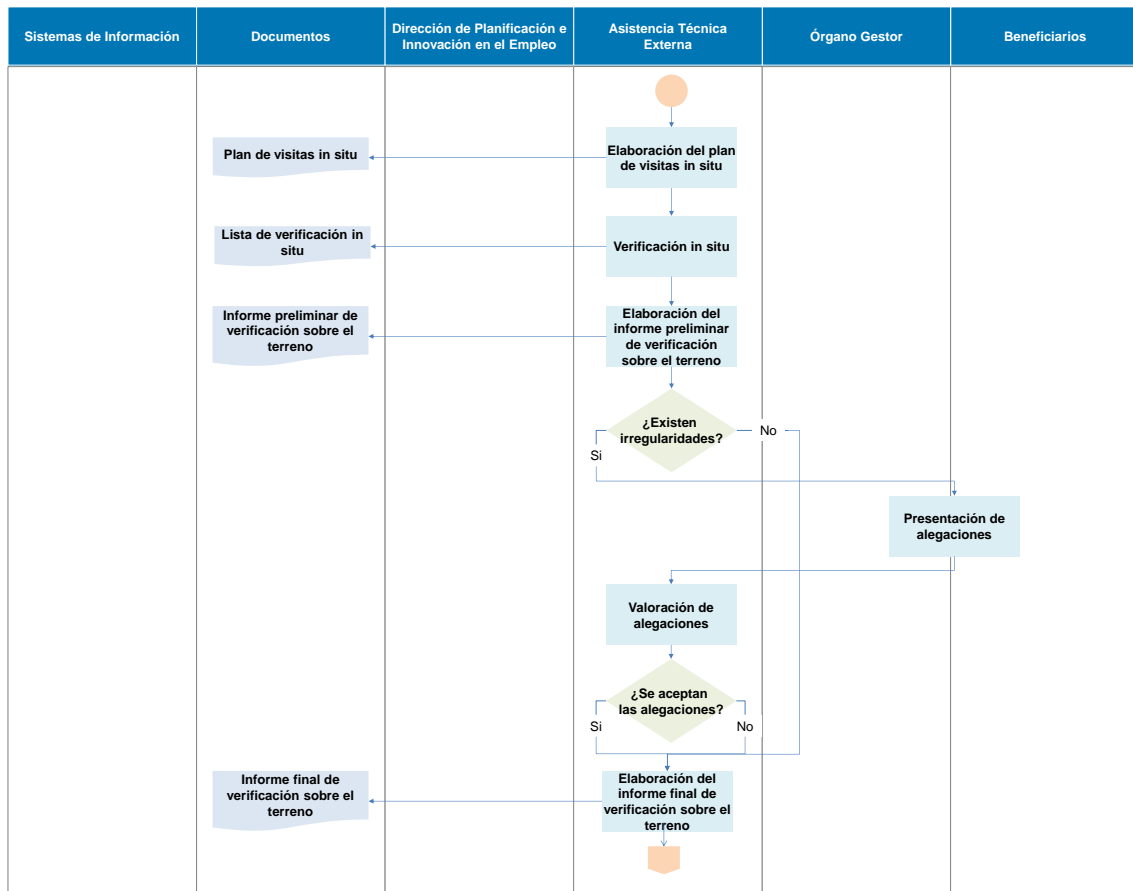 Sistemas de Información
Documentos
Dirección de Planificación e
Innovación en el Empleo
Asistencia Técnica
Externa
Órgano Gestor
Beneficiarios
Plan de visitas in situ
Elaboración del plan
de visitas in situ
Lista de verificación in
situ
Verificación in situ
Informe preliminar de
verificación sobre el
terreno
Elaboración del
informe preliminar
de verificación
sobre el terreno
¿Existen
irregularidades?
No
Si
Presentación de
alegaciones
Valoración de
alegaciones
¿Se aceptan
las alegaciones?
Si
No
Informe final de
verificación sobre el
terreno
Elaboración del
informe final de
verificación sobre el
terreno